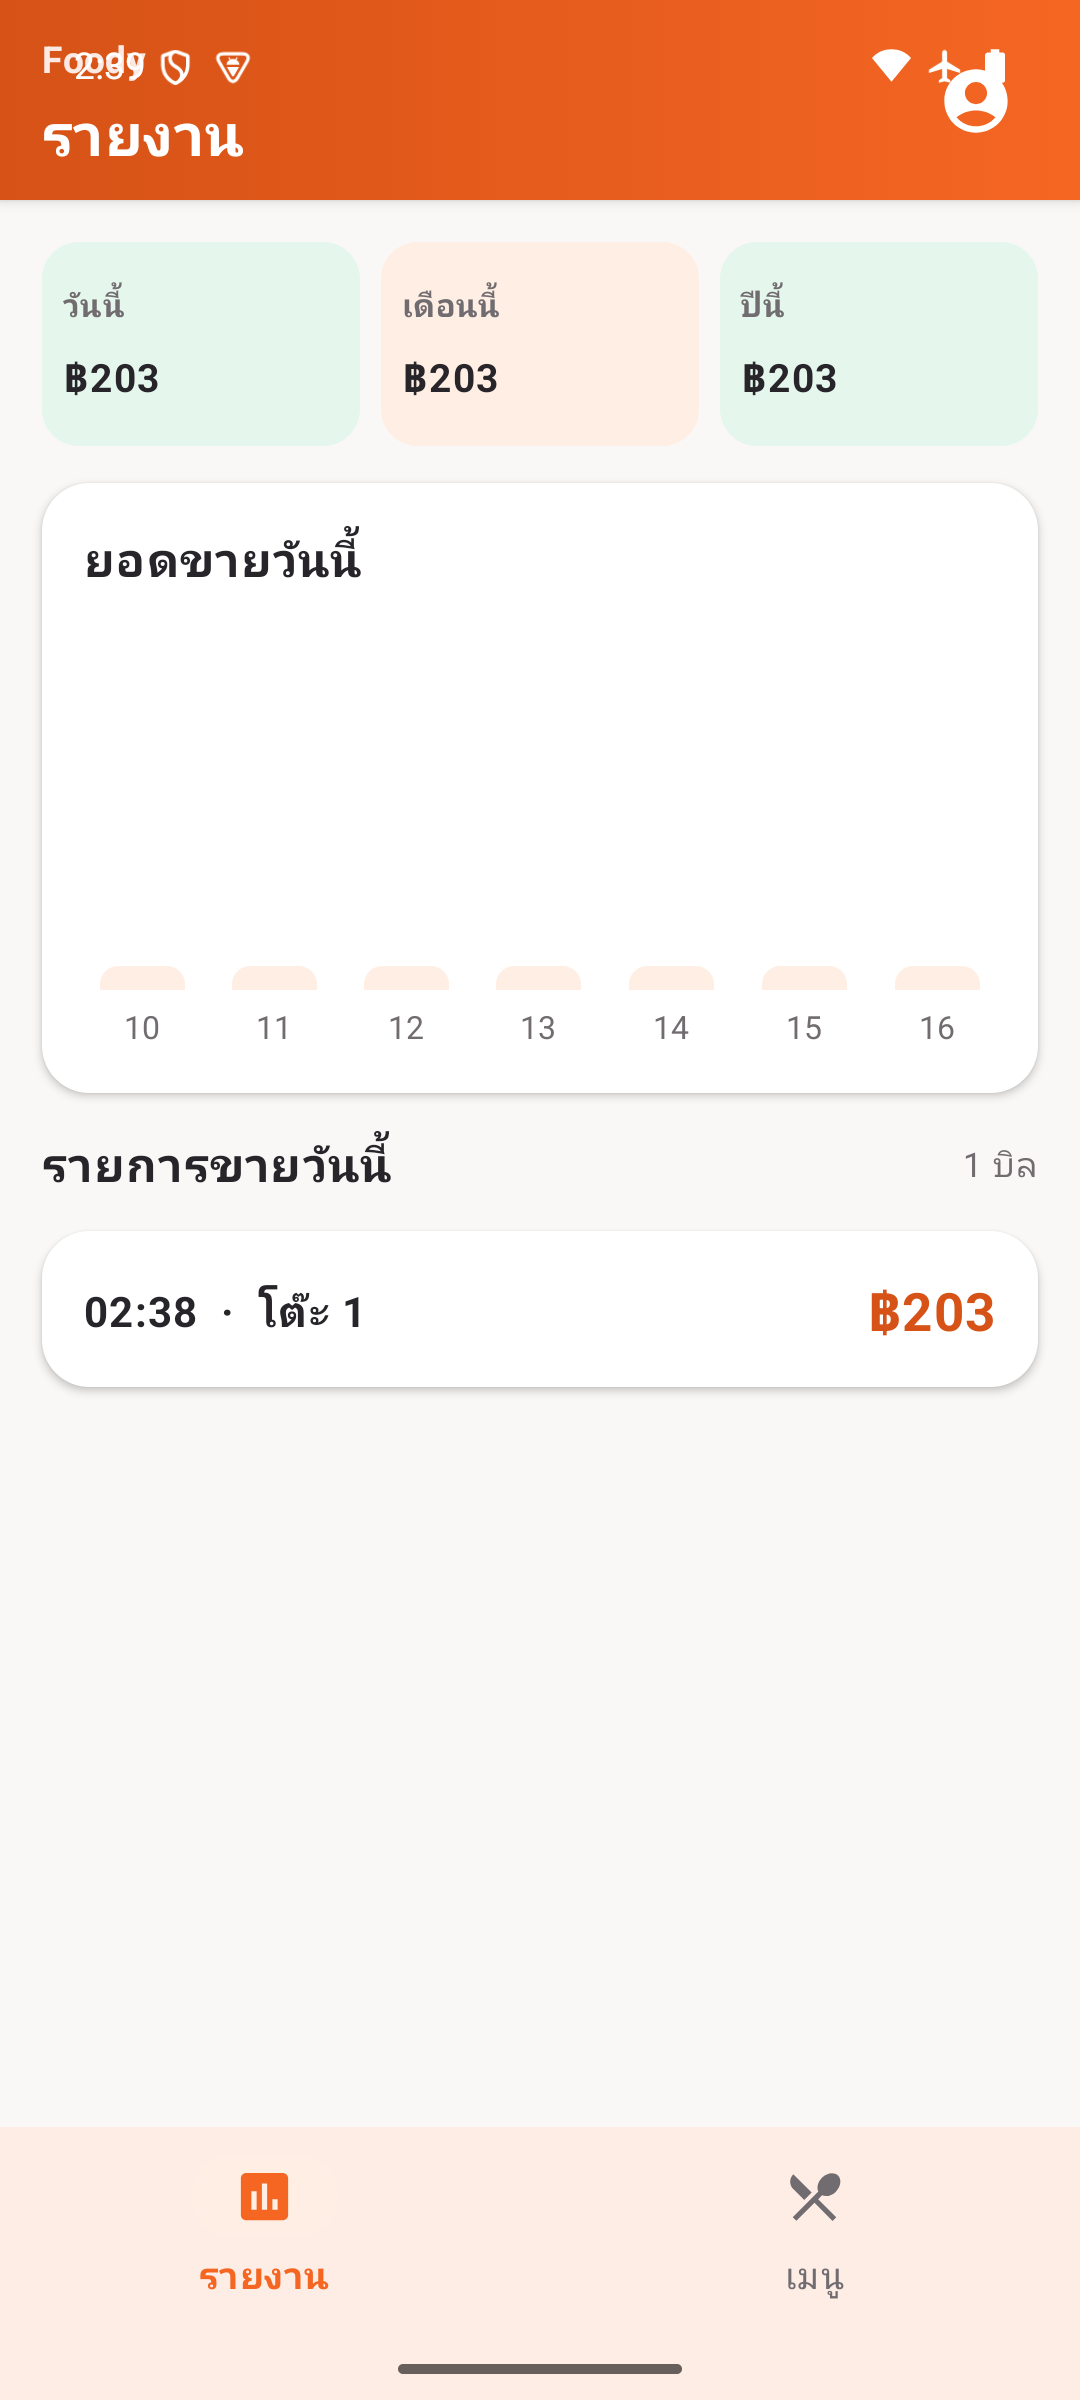 Foody
รายงาน
วันนี้
฿203
เดือนนี้
฿203
ปีนี้
฿203
ยอดขายวันนี้
10 11 12 13 14 15 16
รายการขายวันนี้ 1 บิล
02:38 · โต๊ะ 1 ฿203
รายงาน เมนู